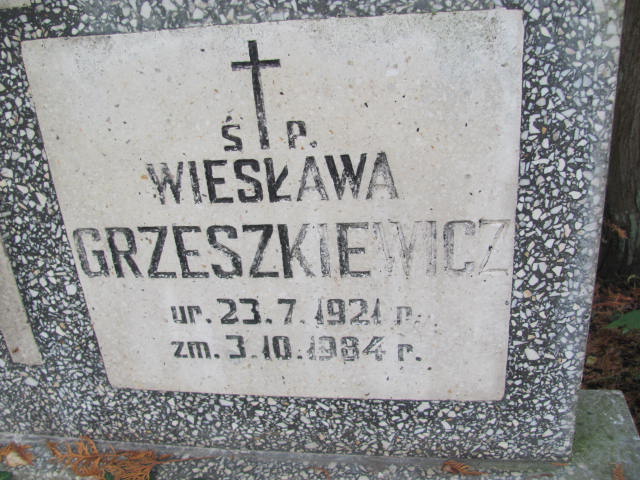 Ś P.
WIESŁAWA
GRZESZKIEWICZ
ur. 23.7.1921 r.
zm. 3.10.1984 r.